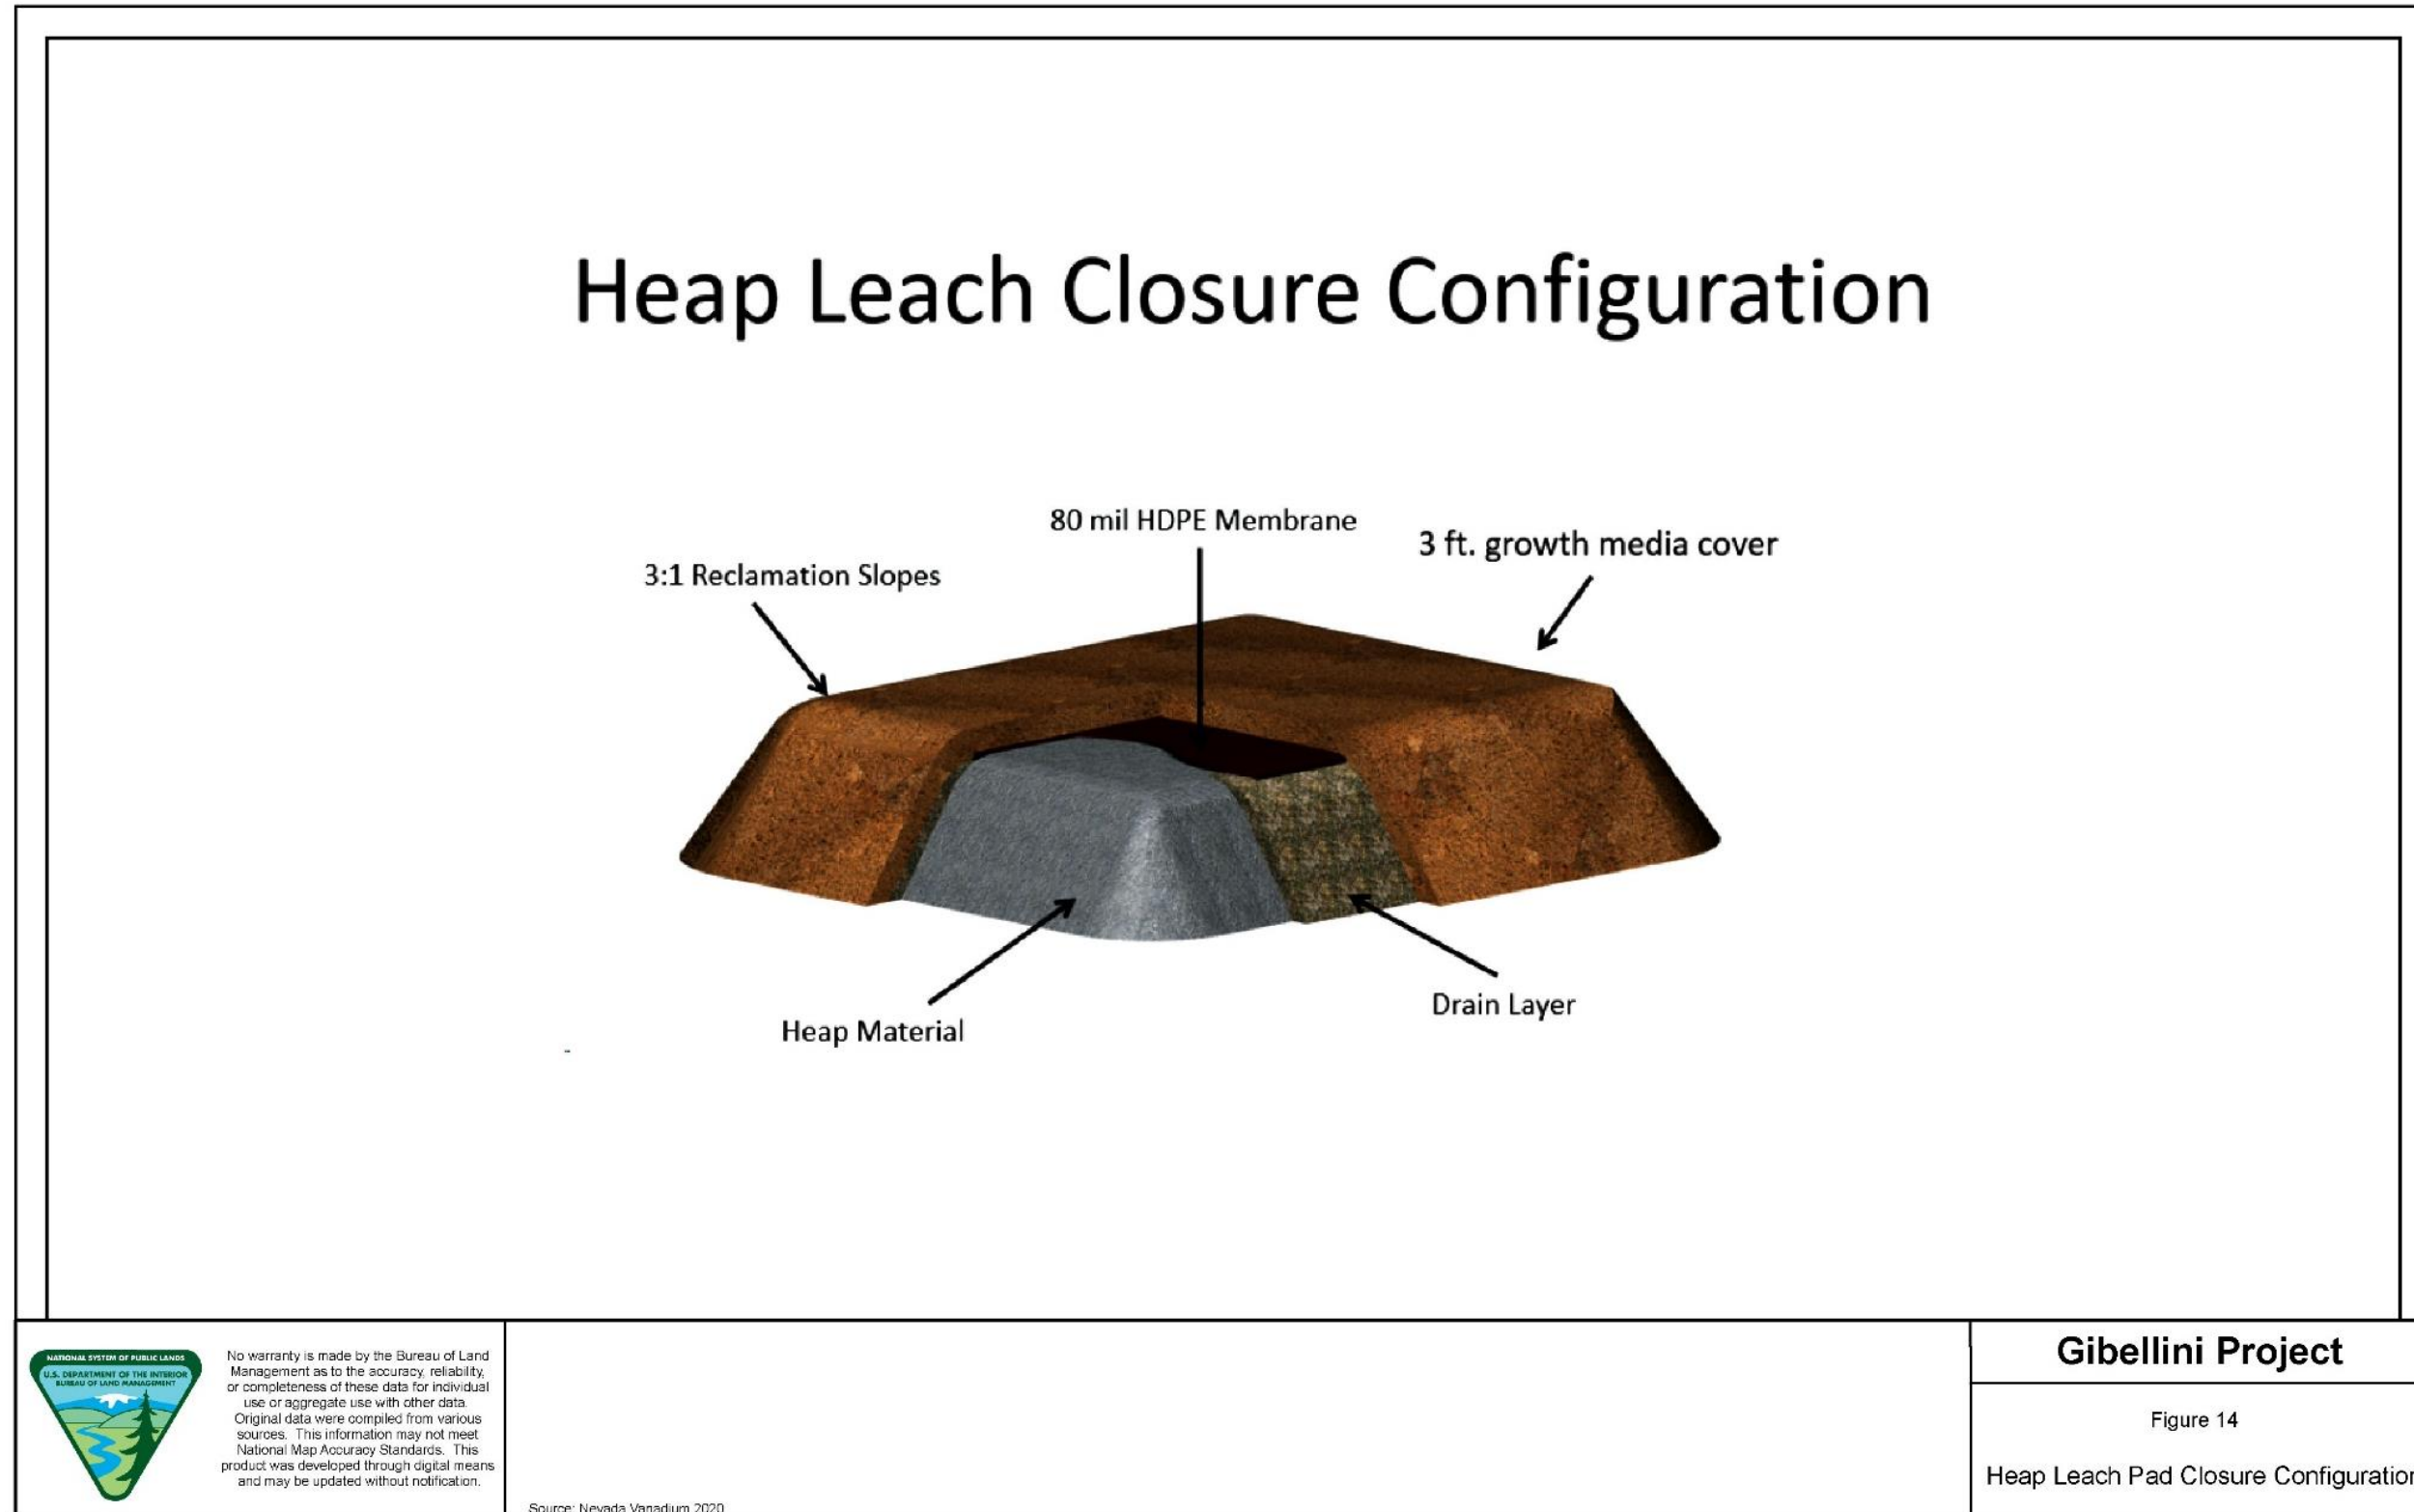 Heap Leach Closure Configuration
80 mil HDPE Membrane
3 ft. growth media cover
3:1 Reclamation Slopes
Drain Layer
Heap Material
NATIONAL SYSTEM OF PUBLIC LANDS
U.S. DEPARTMENT OF THE INTERIOR
BUREAU OF LAND MANAGEMENT
No warranty is made by the Bureau of Land
Management as to the accuracy, reliability,
or completeness of these data for individual
use or aggregate use with other data.
Original data were compiled from various
sources. This information may not meet
National Map Accuracy Standards. This
product was developed through digital means
and may be updated without notification.
Source: Nevada Vanadium 2020
Gibellini Project
Figure 14
Heap Leach Pad Closure Configuration